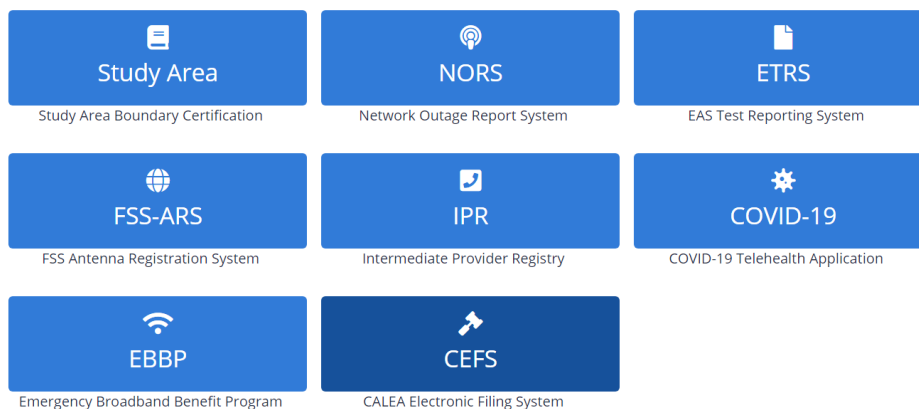 Study Area
Study Area Boundary Certification
NORS
Network Outage Report System
ETRS
EAS Test Reporting System
FSS-ARS
FSS Antenna Registration System
IPR
Intermediate Provider Registry
COVID-19
COVID-19 Telehealth Application
EBBP
Emergency Broadband Benefit Program
CEFS
CALEA Electronic Filing System